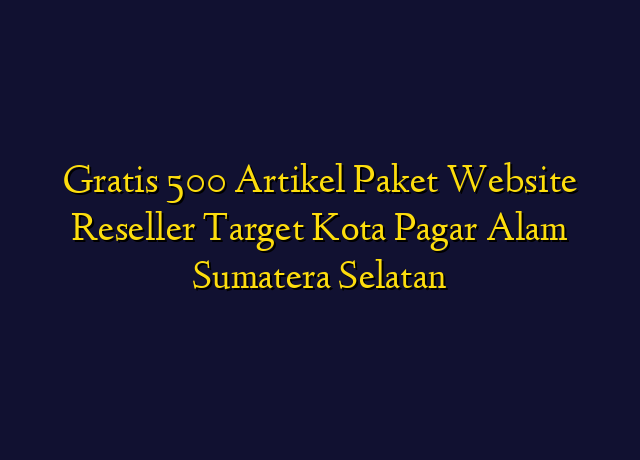 Gratis 500 Artikel Paket Website
Reseller Target Kota Pagar Alam
Sumatera Selatan